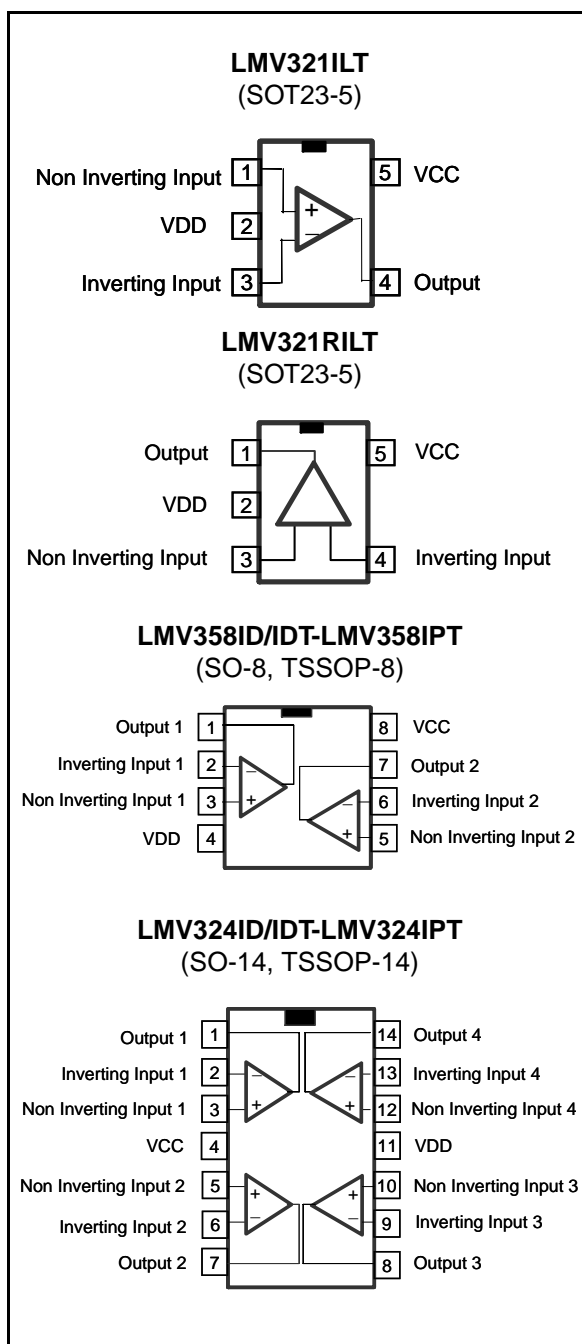 LMV321ILT
(SOT23-5)
Non Inverting Input 1 5 VCC
+
VDD 2
−
Inverting Input 3 4 Output
LMV321RILT
(SOT23-5)
Output 1 5 VCC
VDD 2
Non Inverting Input 3 4 Inverting Input
LMV358ID/IDT-LMV358IPT
(SO-8, TSSOP-8)
Output 1 1 8 VCC
Inverting Input 1 2 − 7 Output 2
Non Inverting Input 1 3 + − 6 Inverting Input 2
VDD 4 + 5 Non Inverting Input 2
LMV324ID/IDT-LMV324IPT
(SO-14, TSSOP-14)
Output 1 1 14 Output 4
Inverting Input 1 2 − − 13 Inverting Input 4
Non Inverting Input 1 3 + + 12 Non Inverting Input 4
VCC 4 11 VDD
Non Inverting Input 2 5 + + 10 Non Inverting Input 3
Inverting Input 2 6 − − 9 Inverting Input 3
Output 2 7 8 Output 3